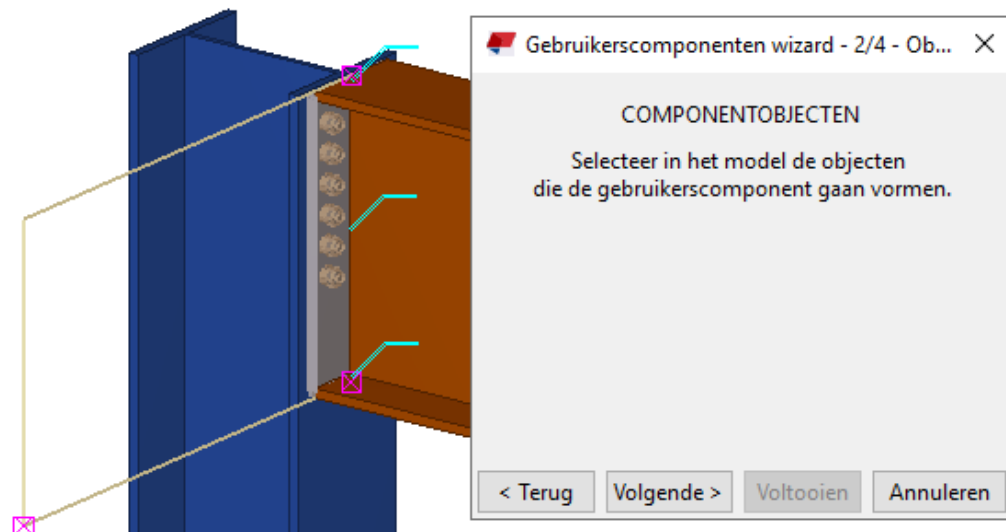 Gebruikerscomponenten wizard - 2/4 - Ob...
COMPONENTOBJECTEN
Selecteer in het model de objecten
die de gebruikerscomponent gaan vormen.
< Terug
Volgende >
Voltooien
Annuleren